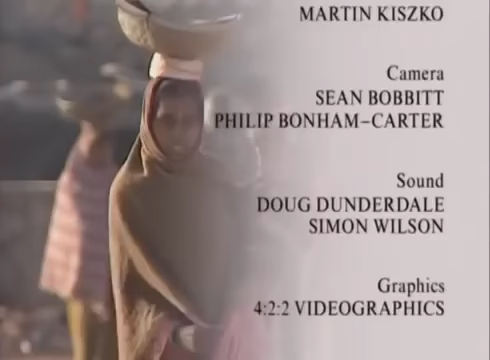 MARTIN KISZKO
Camera
SEAN BOBBITT
PHILIP BONHAM-CARTER
Sound
DOUG DUNDERDALE
SIMON WILSON
Graphics
4:2:2 VIDEOGRAPHICS